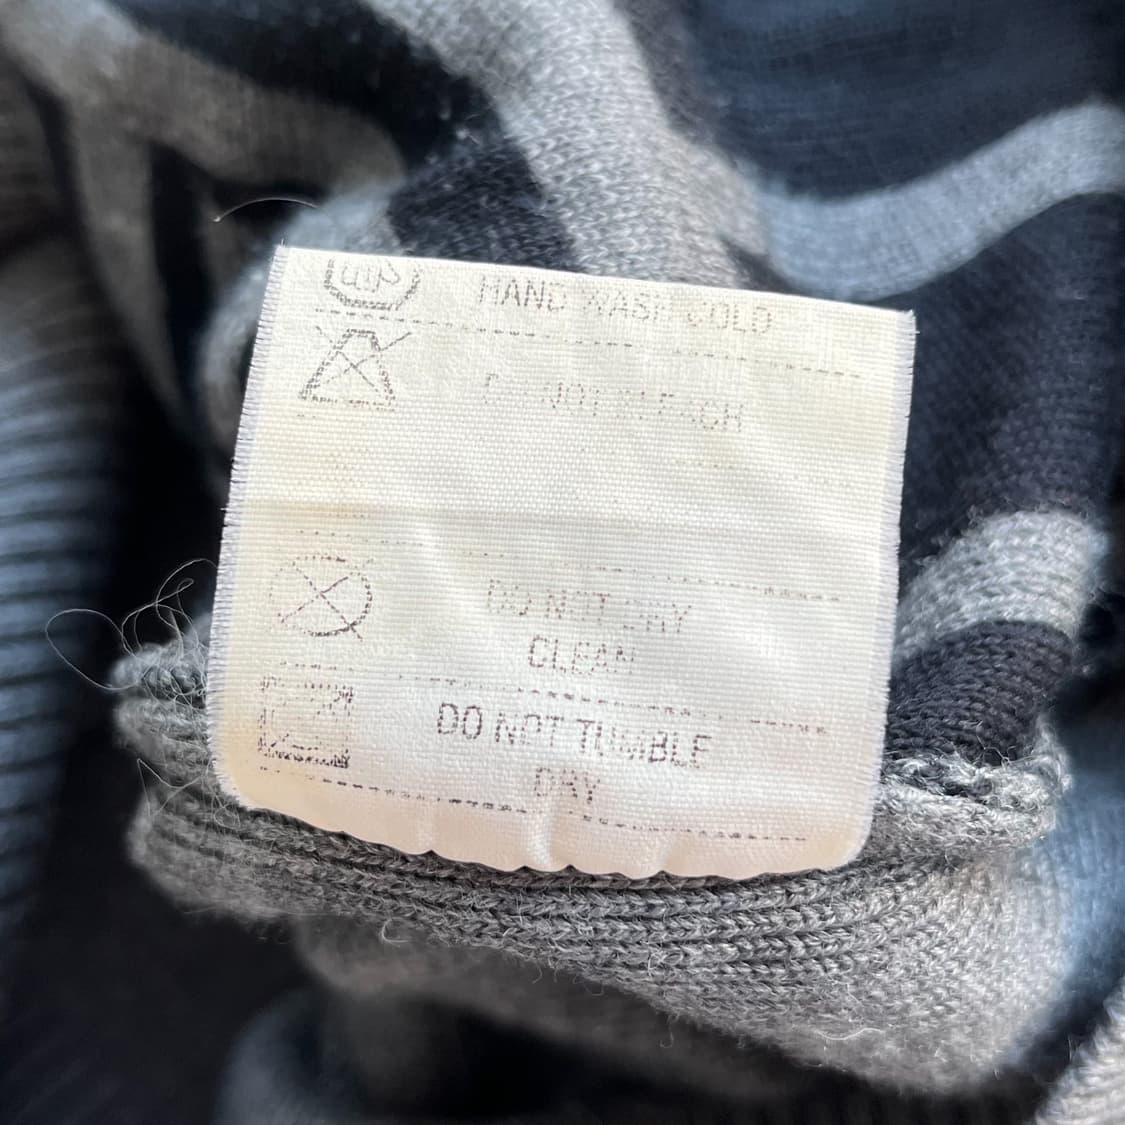 HAND WASH COLD
DO NOT BLEACH
DO NOT DRY
CLEAN
DO NOT TUMBLE
DRY